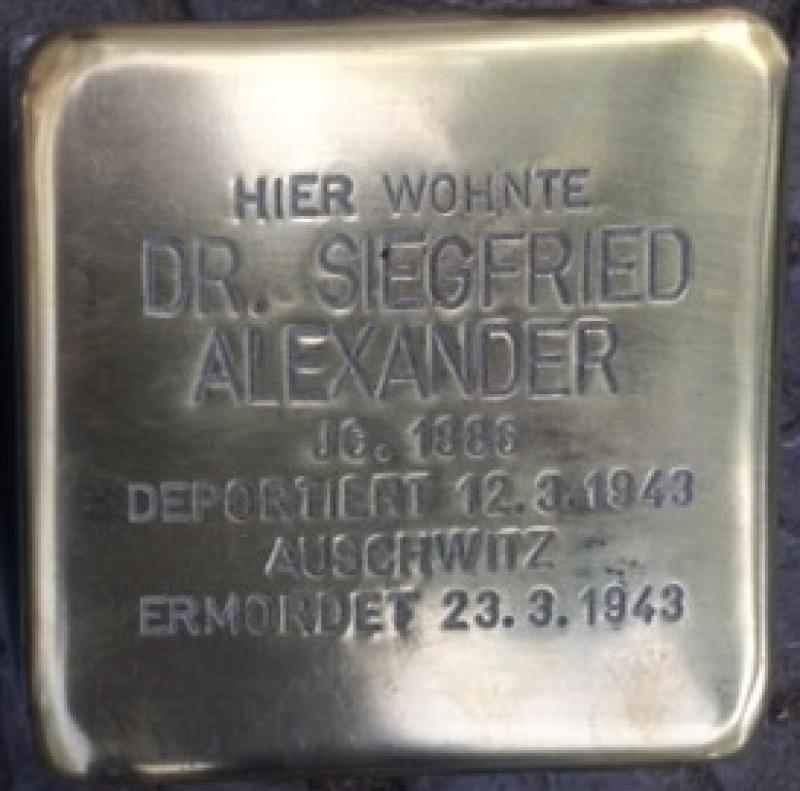 HIER WOHNTE
DR. SIEGFRIED
ALEXANDER
JG. 1886
DEPORTIERT 12.3.1943
AUSCHWITZ
ERMORDET 23.3.1943